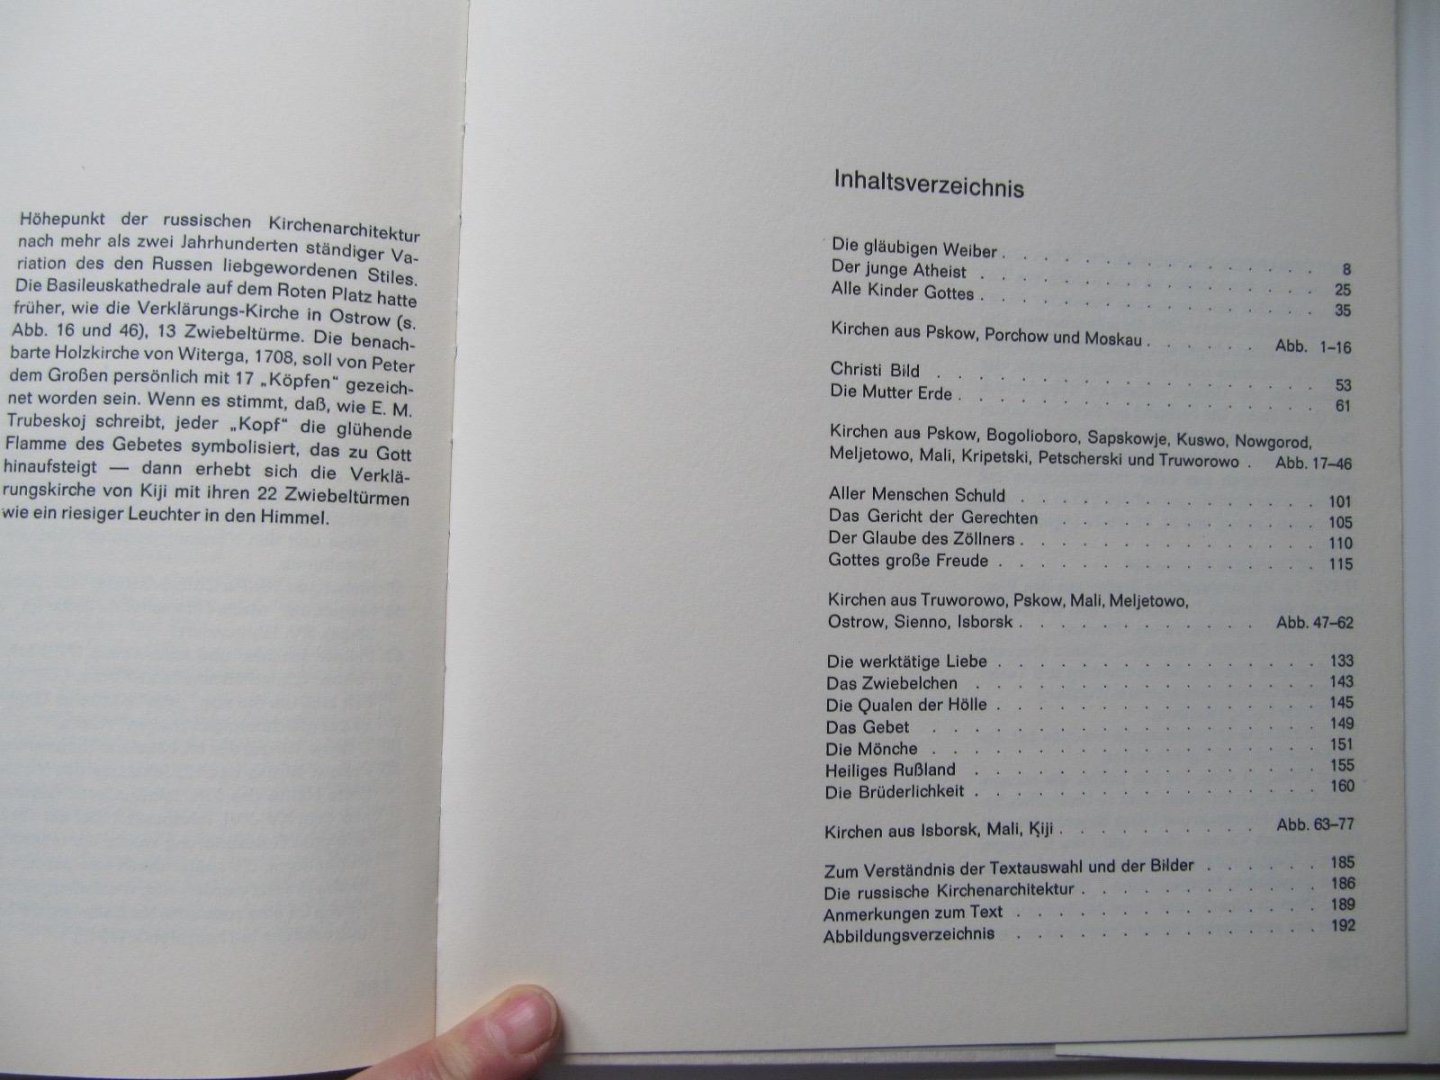 Höhepunkt der russischen Kirchenarchitektur
nach mehr als zwei Jahrhunderten ständiger Va-
riation des den Russen liebgewordenen Stiles.
Die Basileuskathedrale auf dem Roten Platz hatte
früher, wie die Verklärungs-Kirche in Ostrow (s.
Abb. 16 und 46), 13 Zwiebeltürme. Die benach-
barte Holzkirche von Witerga, 1708, soll von Peter
dem Großen persönlich mit 17 „Köpfen“ gezeich-
net worden sein. Wenn es stimmt, daß, wie E. M.
Trubeskoj schreibt, jeder „Kopf“ die glühende
Flamme des Gebetes symbolisiert, das zu Gott
hinaufsteigt — dann erhebt sich die Verklä-
rungskirche von Kiji mit ihren 22 Zwiebeltürmen
wie ein riesiger Leuchter in den Himmel.
Inhaltsverzeichnis
Die gläubigen Weiber . . . . . . . . . . . . . . . 8
Der junge Atheist . . . . . . . . . . . . . . . . 25
Alle Kinder Gottes . . . . . . . . . . . . . . . . 35
Kirchen aus Pskow, Porchow und Moskau . . . . . . Abb. 1–16
Christi Bild . . . . . . . . . . . . . . . . . . 53
Die Mutter Erde . . . . . . . . . . . . . . . . . 61
Kirchen aus Pskow, Bogolioboro, Sapskowje, Kuswo, Nowgorod,
Meljetowo, Mali, Kripetski, Petscherski und Truworowo . Abb. 17–46
Aller Menschen Schuld . . . . . . . . . . . . . . 101
Das Gericht der Gerechten . . . . . . . . . . . . 105
Der Glaube des Zöllners . . . . . . . . . . . . . . 110
Gottes große Freude . . . . . . . . . . . . . . . 115
Kirchen aus Truworowo, Pskow, Mali, Meljetowo,
Ostrow, Sienno, Isborsk . . . . . . . . . . . . Abb. 47–62
Die werktätige Liebe . . . . . . . . . . . . . . . 133
Das Zwiebelchen . . . . . . . . . . . . . . . . . 143
Die Qualen der Hölle . . . . . . . . . . . . . . . 145
Das Gebet . . . . . . . . . . . . . . . . . . . 149
Die Mönche . . . . . . . . . . . . . . . . . . . 151
Heiliges Rußland . . . . . . . . . . . . . . . . . 155
Die Brüderlichkeit . . . . . . . . . . . . . . . . 160
Kirchen aus Isborsk, Mali, Kiji . . . . . . . . . . Abb. 63–77
Zum Verständnis der Textauswahl und der Bilder . . . . . . 185
Die russische Kirchenarchitektur . . . . . . . . . . . 186
Anmerkungen zum Text . . . . . . . . . . . . . . . 189
Abbildungsverzeichnis . . . . . . . . . . . . . . . 192